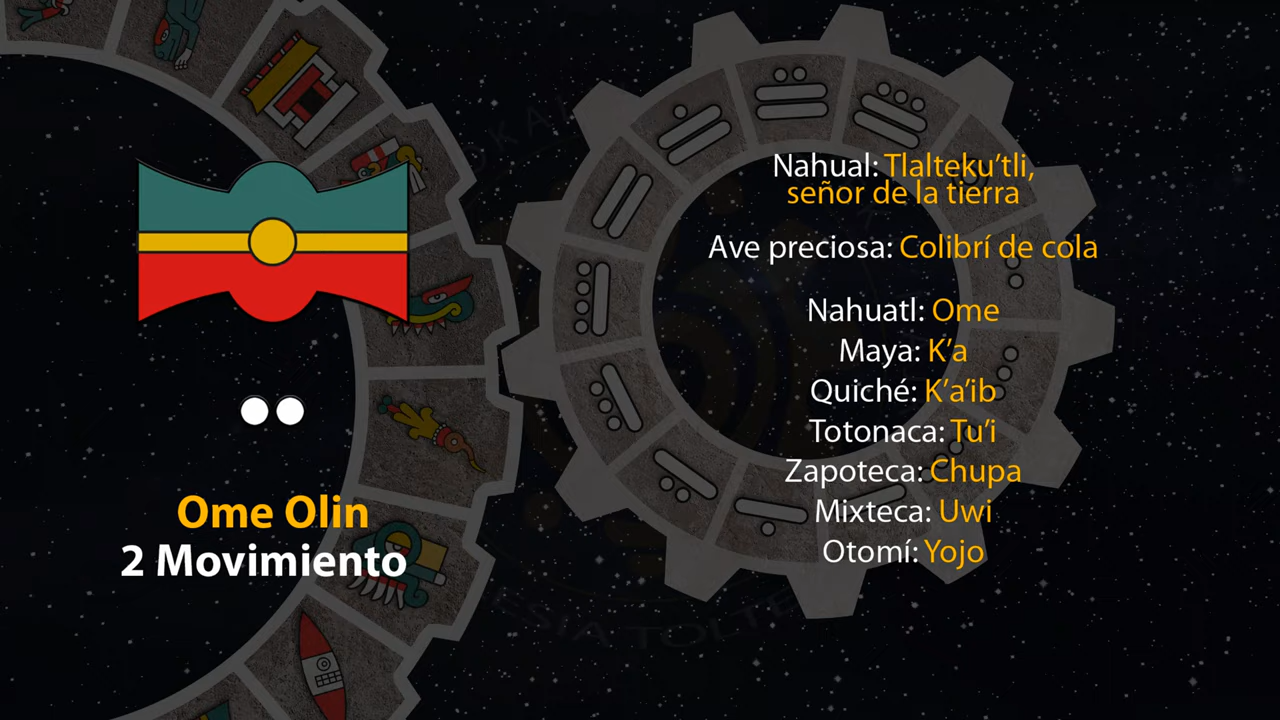 Nahual: Tlalteku’tli,
señor de la tierra
Ave preciosa: Colibrí de cola
Nahuatl: Ome
Maya: K’a
Quiché: K’a’ib
Totonaca: Tu’i
Zapoteca: Chupa
Mixteca: Uwi
Otomí: Yojo
Ome Olin
2 Movimiento